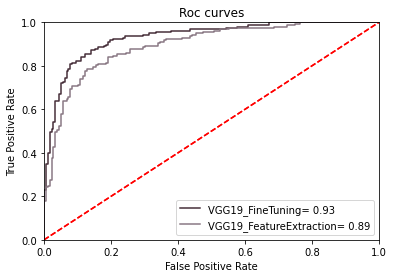 Roc curves
True Positive Rate
1.0
0.8
0.6
0.4
0.2
0.0
VGG19_FineTuning= 0.93
VGG19_FeatureExtraction= 0.89
0.0 0.2 0.4 0.6 0.8 1.0
False Positive Rate